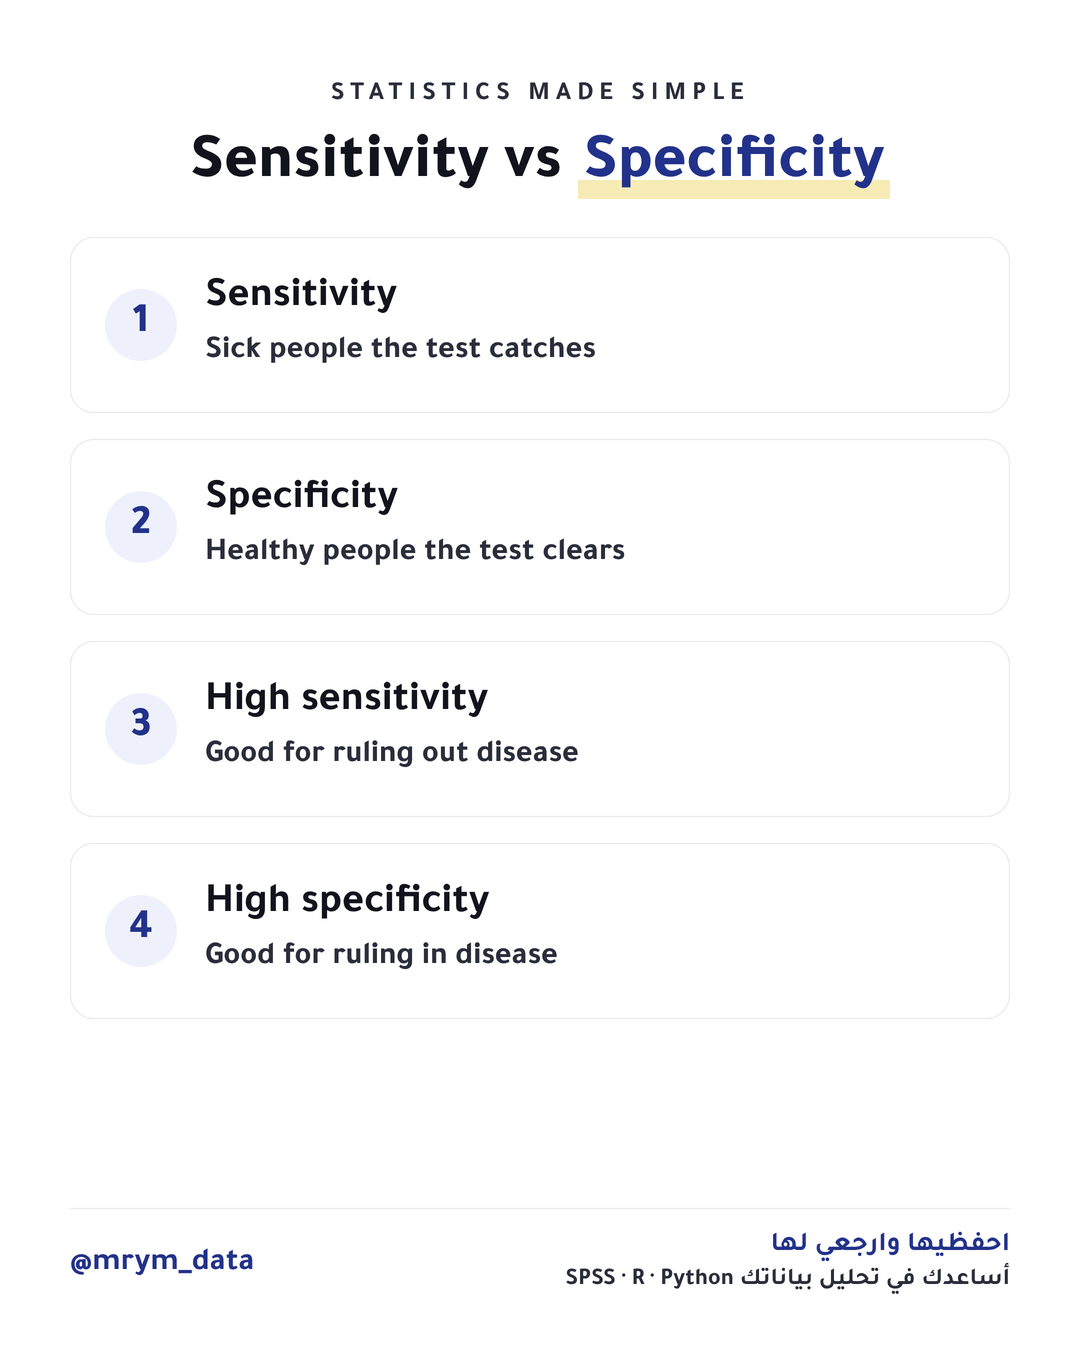 STATISTICS MADE SIMPLE
Sensitivity vs Specificity
1
Sensitivity
Sick people the test catches
2
Specificity
Healthy people the test clears
3
High sensitivity
Good for ruling out disease
4
High specificity
Good for ruling in disease
@mrym_data
احفظيها وارجعي لها
أساعدك في تحليل بياناتك SPSS · R · Python